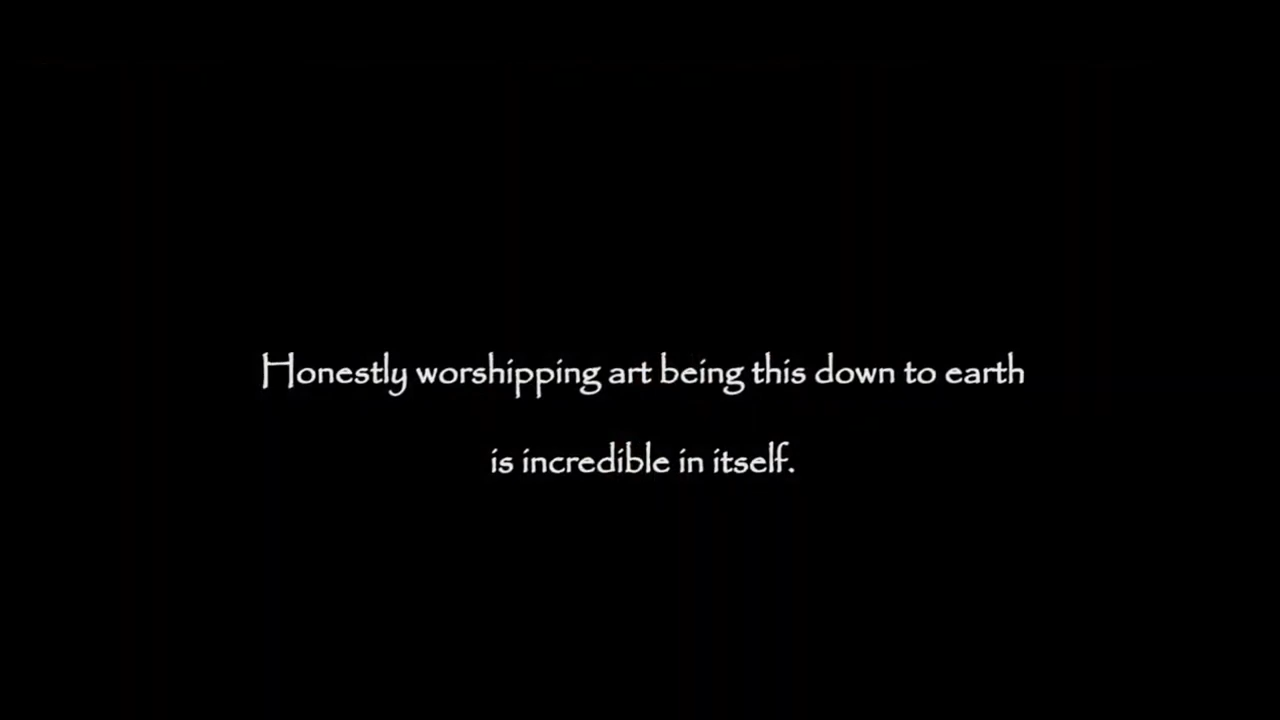 Honestly worshipping art being this down to earth
is incredible in itself.